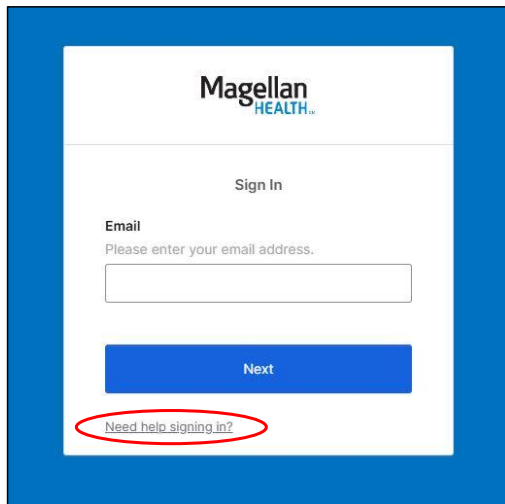 Magellan
HEALTH
Sign In
Email
Please enter your email address.
Next
Need help signing in?